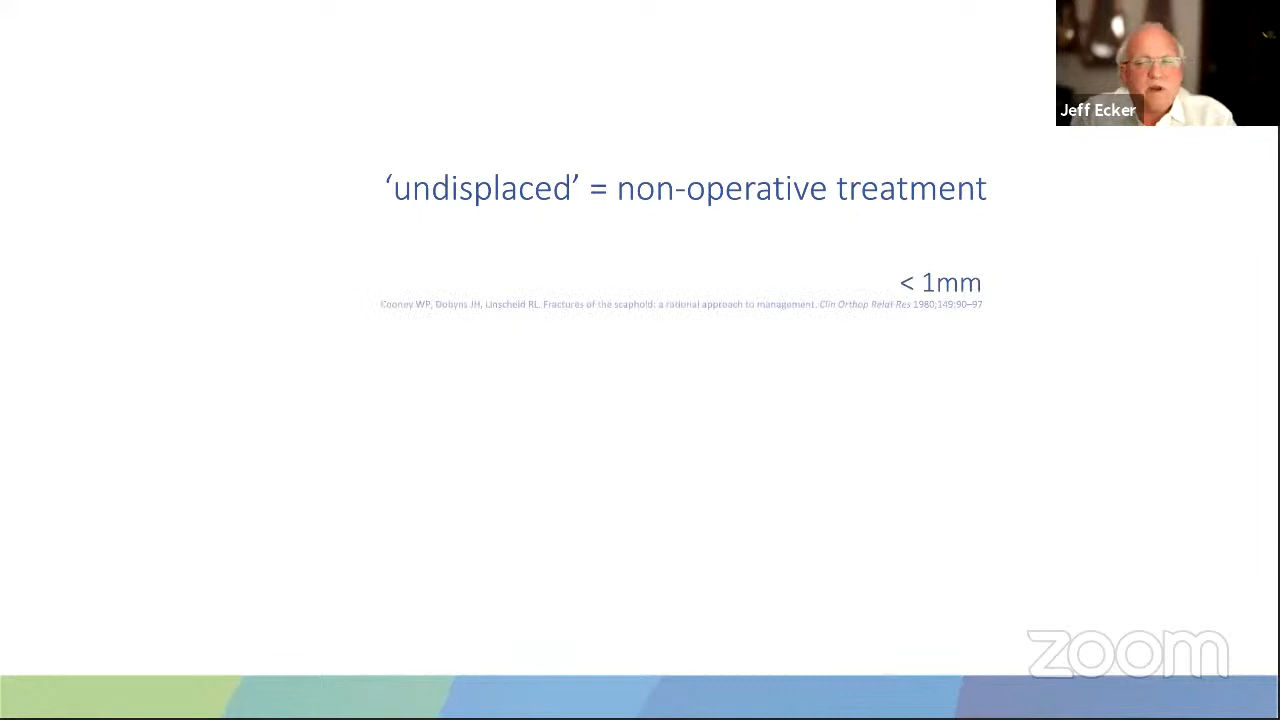 Jeff Ecker
‘undisplaced’ = non-operative treatment
< 1mm
Cooney WP, Dobyns JH, Linscheid RL. Fractures of the scaphoid: a rational approach to management. Clin Orthop Relat Res 1980;149:90–97
zoom